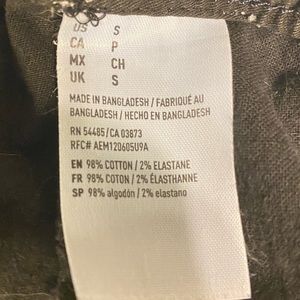 US S
CA P
MX CH
UK S
MADE IN BANGLADESH / FABRIQUÉ AU
BANGLADESH / HECHO EN BANGLADESH
RN 54485/CA 03873
RFC# AEM120605U9A
EN 98% COTTON / 2% ELASTANE
FR 98% COTON / 2% ÉLASTHANNE
SP 98% algodón / 2% elastano